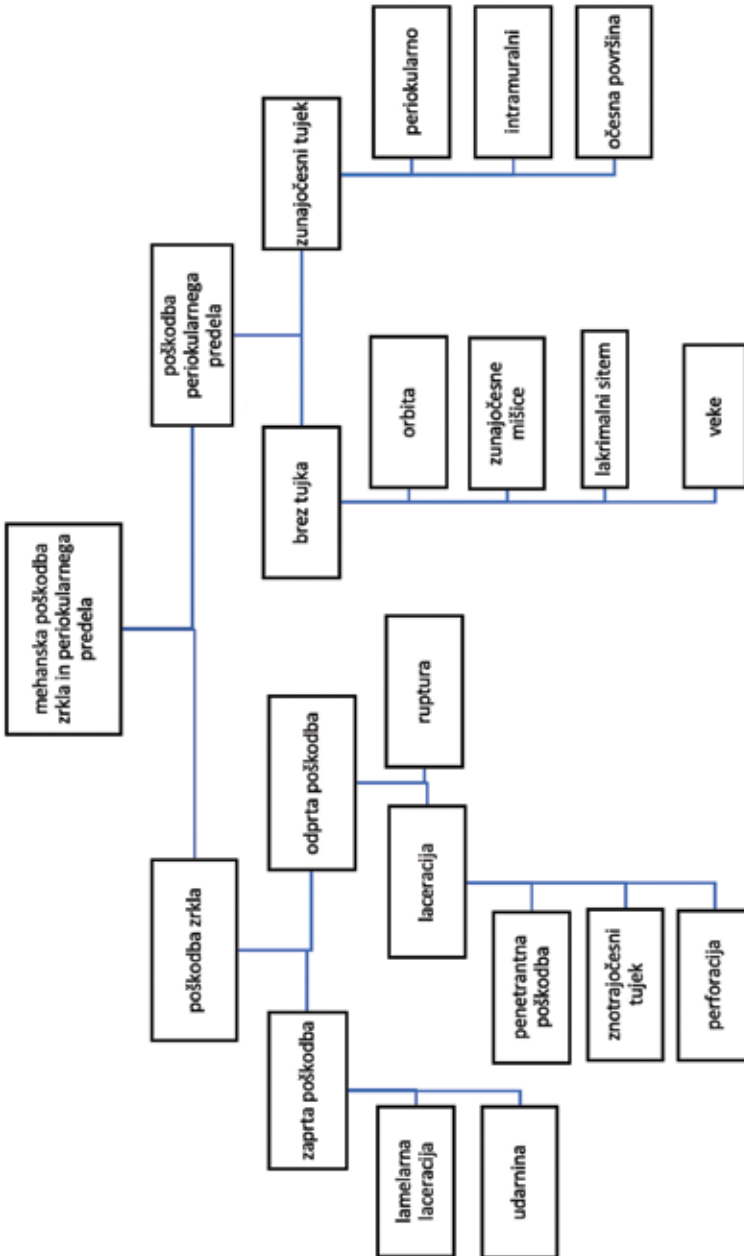 mehanska poškodba
zrkla in periokularnega
predela
poškodba zrkla
poškodba
periokularnega
predela
zaprta poškodba
odprta poškodba
brez tujka
zunajočesni tujek
lamelarna
laceracija
udarnina
laceracija
ruptura
penetrantna
poškodba
znotrajočesni
tujek
perforacija
orbita
zunajočesne
mišice
lakrimalni sitem
veke
periokularno
intramuralni
očesna površina